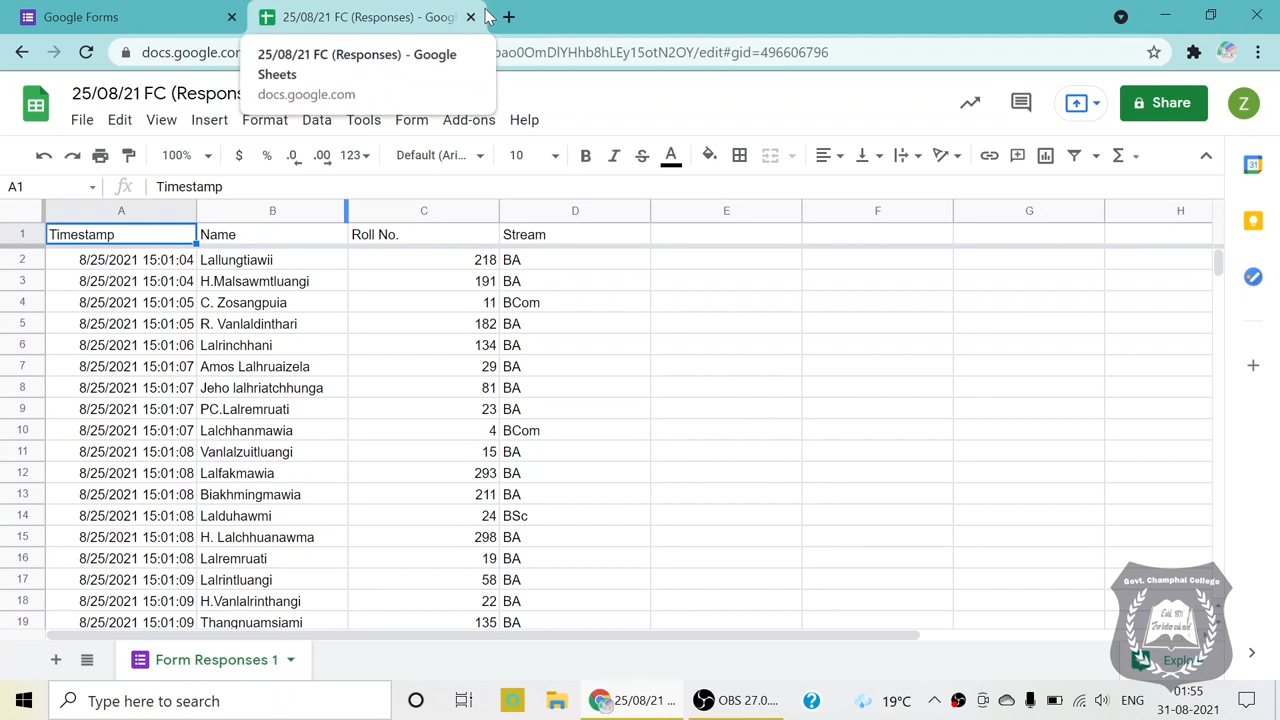 Google Forms
25/08/21 FC (Responses) - Goog
docs.google.com
bao0OmDlYHhb8hLEy15otN2OY/edit#gid=496606796
25/08/21 FC (Responses) - Google
Sheets
docs.google.com
25/08/21 FC (Respons
File Edit View Insert Format Data Tools Form Add-ons Help
Share
Z
100% $ % .0 .00 123 Default (Ari... 10 B I S A
31
A1 fx Timestamp
A B C D E F G H
1 Timestamp Name Roll No. Stream
2 8/25/2021 15:01:04 Lallungtiawii 218 BA
3 8/25/2021 15:01:04 H.Malsawmtluangi 191 BA
4 8/25/2021 15:01:05 C. Zosangpuia 11 BCom
5 8/25/2021 15:01:05 R. Vanlaldinthari 182 BA
6 8/25/2021 15:01:06 Lalrinchhani 134 BA
7 8/25/2021 15:01:07 Amos Lalhruaizela 29 BA
8 8/25/2021 15:01:07 Jeho lalhriatchhunga 81 BA
9 8/25/2021 15:01:07 PC.Lalremruati 23 BA
10 8/25/2021 15:01:07 Lalchhanmawia 4 BCom
11 8/25/2021 15:01:08 Vanlalzuitluangi 15 BA
12 8/25/2021 15:01:08 Lalfakmawia 293 BA
13 8/25/2021 15:01:08 Biakhmingmawia 211 BA
14 8/25/2021 15:01:08 Lalduhawmi 24 BSc
15 8/25/2021 15:01:08 H. Lalchhuanawma 298 BA
16 8/25/2021 15:01:08 Lalremruati 19 BA
17 8/25/2021 15:01:09 Lalrintluangi 58 BA
18 8/25/2021 15:01:09 H.Vanlalrinthangi 22 BA
19 8/25/2021 15:01:09 Thangnuamsiami 135 BA
Govt. Champhai College
Estd. 1971
For better and end
Form Responses 1
Explo
Type here to search
25/08/21 ...
OBS 27.0....
19°C
ENG
01:55
31-08-2021